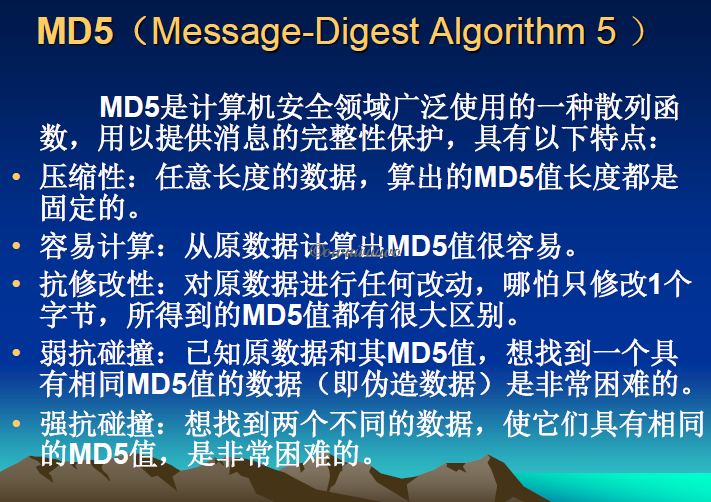 MD5（Message-Digest Algorithm 5 ）
MD5是计算机安全领域广泛使用的一种散列函
数，用以提供消息的完整性保护，具有以下特点：
• 压缩性：任意长度的数据，算出的MD5值长度都是
固定的。
• 容易计算：从原数据计算出MD5值很容易。
• 抗修改性：对原数据进行任何改动，哪怕只修改1个
字节，所得到的MD5值都有很大区别。
• 弱抗碰撞：已知原数据和其MD5值，想找到一个具
有相同MD5值的数据（即伪造数据）是非常困难的。
• 强抗碰撞：想找到两个不同的数据，使它们具有相同
的MD5值，是非常困难的。